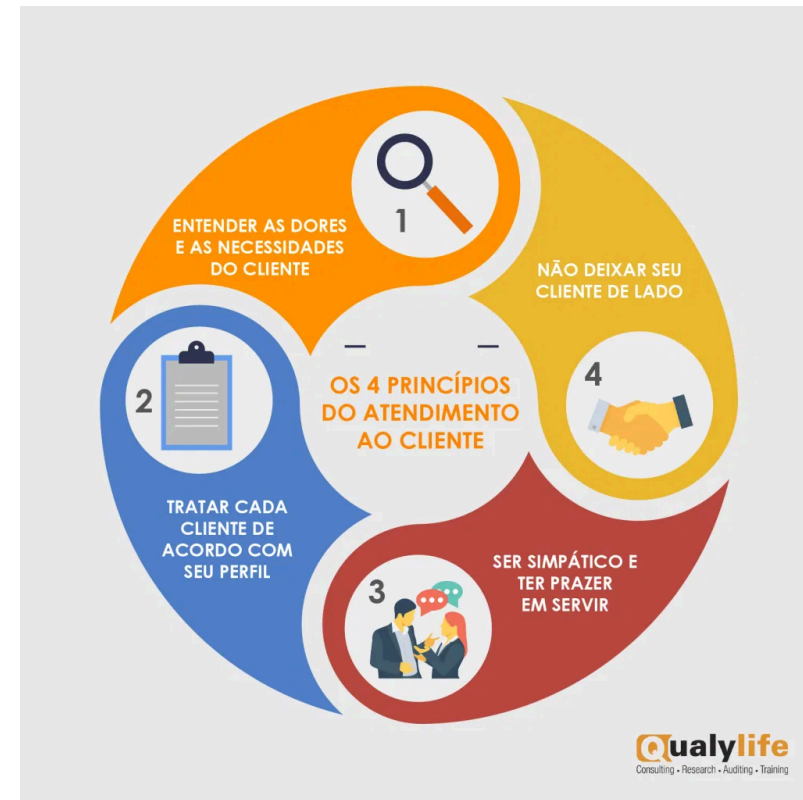 OS 4 PRINCÍPIOS
DO ATENDIMENTO
AO CLIENTE
1
ENTENDER AS DORES
E AS NECESSIDADES
DO CLIENTE
2
TRATAR CADA
CLIENTE DE
ACORDO COM
SEU PERFIL
3
SER SIMPÁTICO E
TER PRAZER
EM SERVIR
4
NÃO DEIXAR SEU
CLIENTE DE LADO
Qualylife
Consulting - Research - Auditing - Training